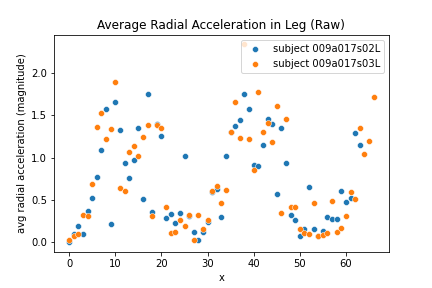 Average Radial Acceleration in Leg (Raw)
subject 009a017s02L
subject 009a017s03L
avg radial acceleration (magnitude)
2.0
1.5
1.0
0.5
0.0
0 10 20 30 40 50 60
x